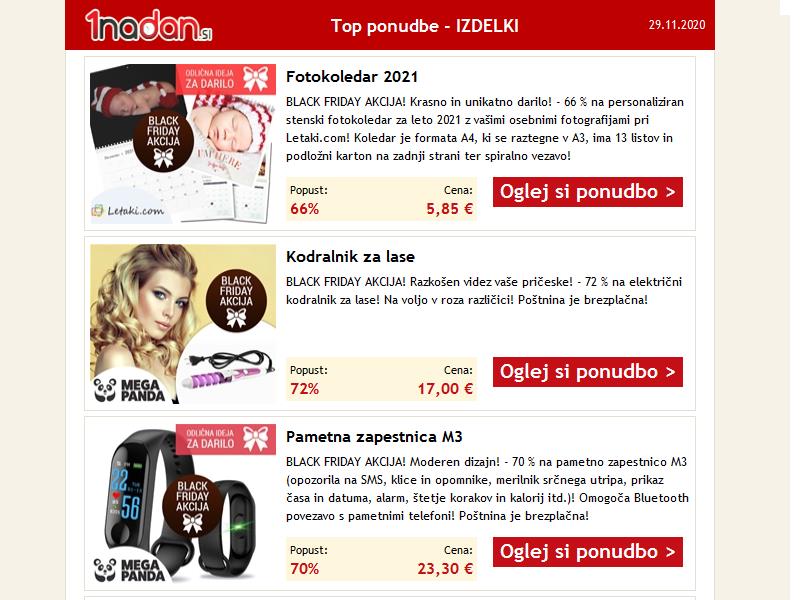 1nadan.si
Top ponudbe - IZDELKI
29.11.2020
ODLIČNA IDEJA
ZA DARILO
BLACK
FRIDAY
AKCIJA
I'M HERE
Letaki.com
Fotokoledar 2021
BLACK FRIDAY AKCIJA! Krasno in unikatno darilo! - 66 % na personaliziran
stenski fotokoledar za leto 2021 z vašimi osebnimi fotografijami pri
Letaki.com! Koledar je formata A4, ki se raztegne v A3, ima 13 listov in
podložni karton na zadnji strani ter spiralno vezavo!
Popust: Cena:
66% 5,85 €
Oglej si ponudbo >
BLACK
FRIDAY
AKCIJA
MEGA
PANDA
Kodralnik za lase
BLACK FRIDAY AKCIJA! Razkošen videz vaše pričeske! - 72 % na električni
kodralnik za lase! Na voljo v roza različici! Poštnina je brezplačna!
Popust: Cena:
72% 17,00 €
Oglej si ponudbo >
ODLIČNA IDEJA
ZA DARILO
BLACK
FRIDAY
AKCIJA
MEGA
PANDA
Pametna zapestnica M3
BLACK FRIDAY AKCIJA! Moderen dizajn! - 70 % na pametno zapestnico M3
(opozorila na SMS, klice in opomnike, merilnik srčnega utripa, prikaz
časa in datuma, alarm, štetje korakov in kalorij itd.)! Omogoča Bluetooth
povezavo s pametnimi telefoni! Poštnina je brezplačna!
Popust: Cena:
70% 23,30 €
Oglej si ponudbo >